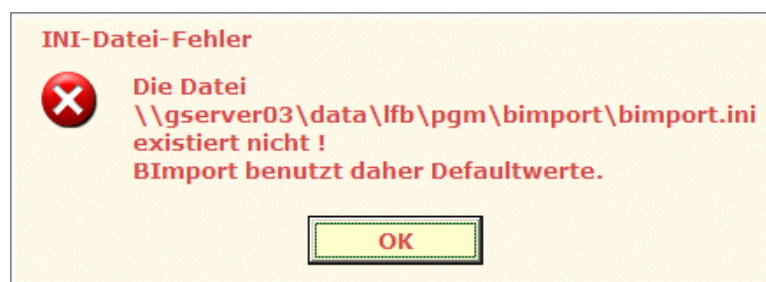 INI-Datei-Fehler
Die Datei
\\gserver03\data\lfb\pgm\bimport\bimport.ini
existiert nicht !
BImport benutzt daher Defaultwerte.
OK